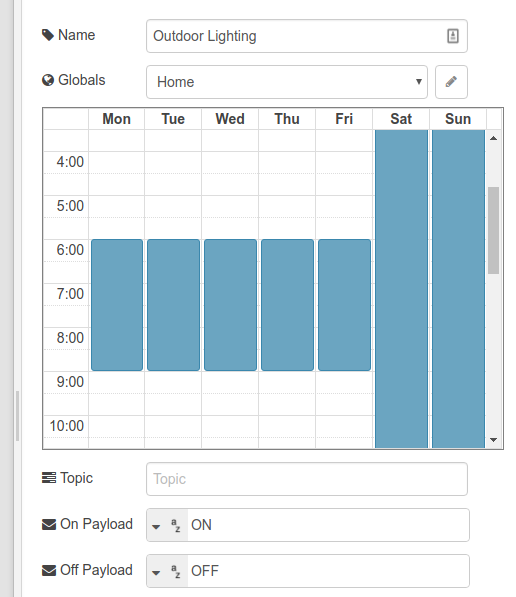 Name Outdoor Lighting
Globals Home
Mon Tue Wed Thu Fri Sat Sun
4:00
5:00
6:00
7:00
8:00
9:00
10:00
Topic Topic
On Payload a z ON
Off Payload a z OFF